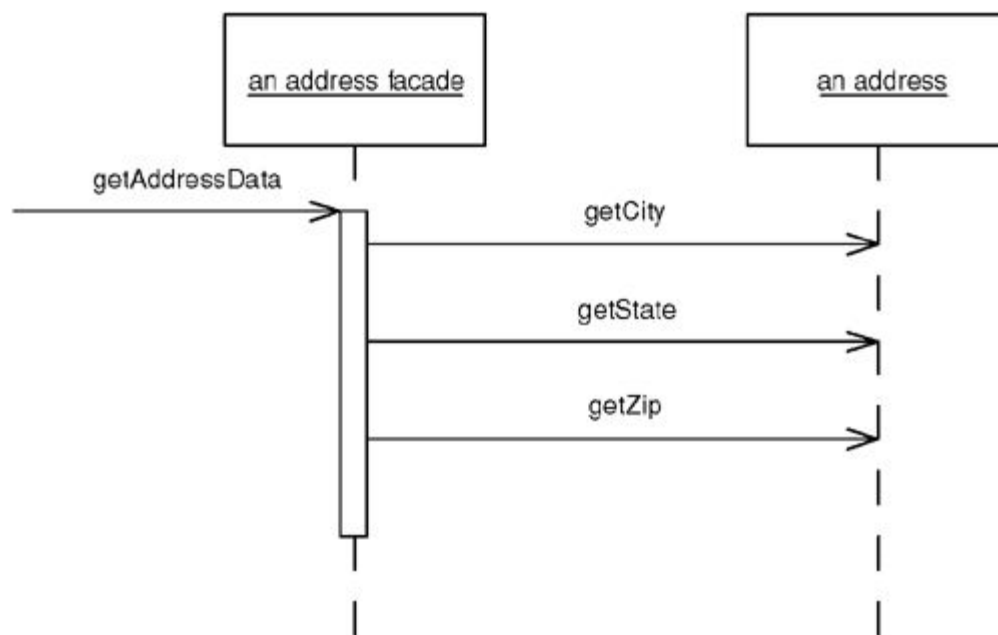 an address facade
an address
getAddressData
getCity
getState
getZip